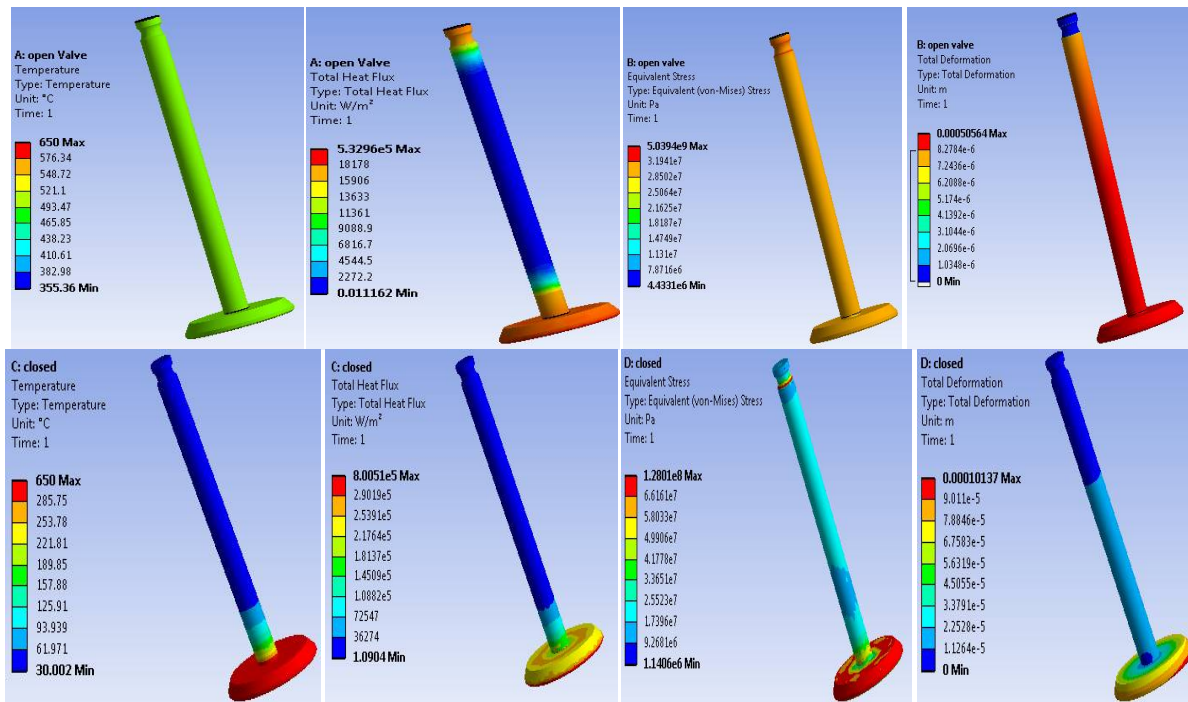 A: open Valve
Temperature
Type: Temperature
Unit: °C
Time: 1
650 Max
576.34
548.72
521.1
493.47
465.85
438.23
410.61
382.98
355.36 Min
A: open Valve
Total Heat Flux
Type: Total Heat Flux
Unit: W/m²
Time: 1
5.3296e5 Max
18178
15906
13633
11361
9088.9
6816.7
4544.5
2272.2
0.011162 Min
B: open valve
Equivalent Stress
Type: Equivalent (von-Mises) Stress
Unit: Pa
Time: 1
5.0394e9 Max
3.1941e7
2.8502e7
2.5064e7
2.1625e7
1.8187e7
1.4749e7
1.131e7
7.8716e6
4.4331e6 Min
B: open valve
Total Deformation
Type: Total Deformation
Unit: m
Time: 1
0.00050564 Max
8.2784e-6
7.2436e-6
6.2088e-6
5.174e-6
4.1392e-6
3.1044e-6
2.0696e-6
1.0348e-6
0 Min
C: closed
Temperature
Type: Temperature
Unit: °C
Time: 1
650 Max
285.75
253.78
221.81
189.85
157.88
125.91
93.939
61.971
30.002 Min
C: closed
Total Heat Flux
Type: Total Heat Flux
Unit: W/m²
Time: 1
8.0051e5 Max
2.9019e5
2.5391e5
2.1764e5
1.8137e5
1.4509e5
1.0882e5
72547
36274
1.0904 Min
D: closed
Equivalent Stress
Type: Equivalent (von-Mises) Stress
Unit: Pa
Time: 1
1.2801e8 Max
6.6161e7
5.8033e7
4.9906e7
4.1778e7
3.3651e7
2.5523e7
1.7396e7
9.2681e6
1.1406e6 Min
D: closed
Total Deformation
Type: Total Deformation
Unit: m
Time: 1
0.00010137 Max
9.011e-5
7.8846e-5
6.7583e-5
5.6319e-5
4.5055e-5
3.3791e-5
2.2528e-5
1.1264e-5
0 Min